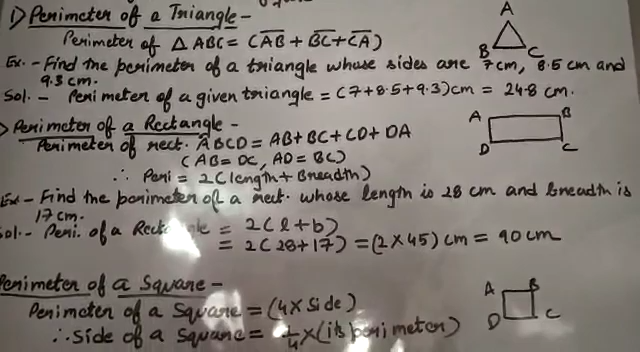 1) Perimeter of a Triangle -
Perimeter of △ ABC = (AB + BC + CA)
A
B C
Ex. - Find the perimeter of a triangle whose sides are 7 cm, 8.5 cm and
9.3 cm.
Sol. - Perimeter of a given triangle = (7+8.5+9.3) cm = 24.8 cm.
> Perimeter of a Rectangle -
Perimeter of rect. ABCD = AB + BC + CD + DA
(AB = DC, AD = BC)
A B
D C
∴ Peri = 2(length + Breadth)
Ex - Find the perimeter of a rect. whose length is 28 cm and breadth is
17 cm.
Sol. - Peri. of a Rectangle = 2(l+b)
= 2(28+17) = (2×45) cm = 90 cm
Perimeter of a Square -
Perimeter of a Square = (4 × Side)
∴ Side of a Square = 1/4 × (its perimeter)
A B
D C